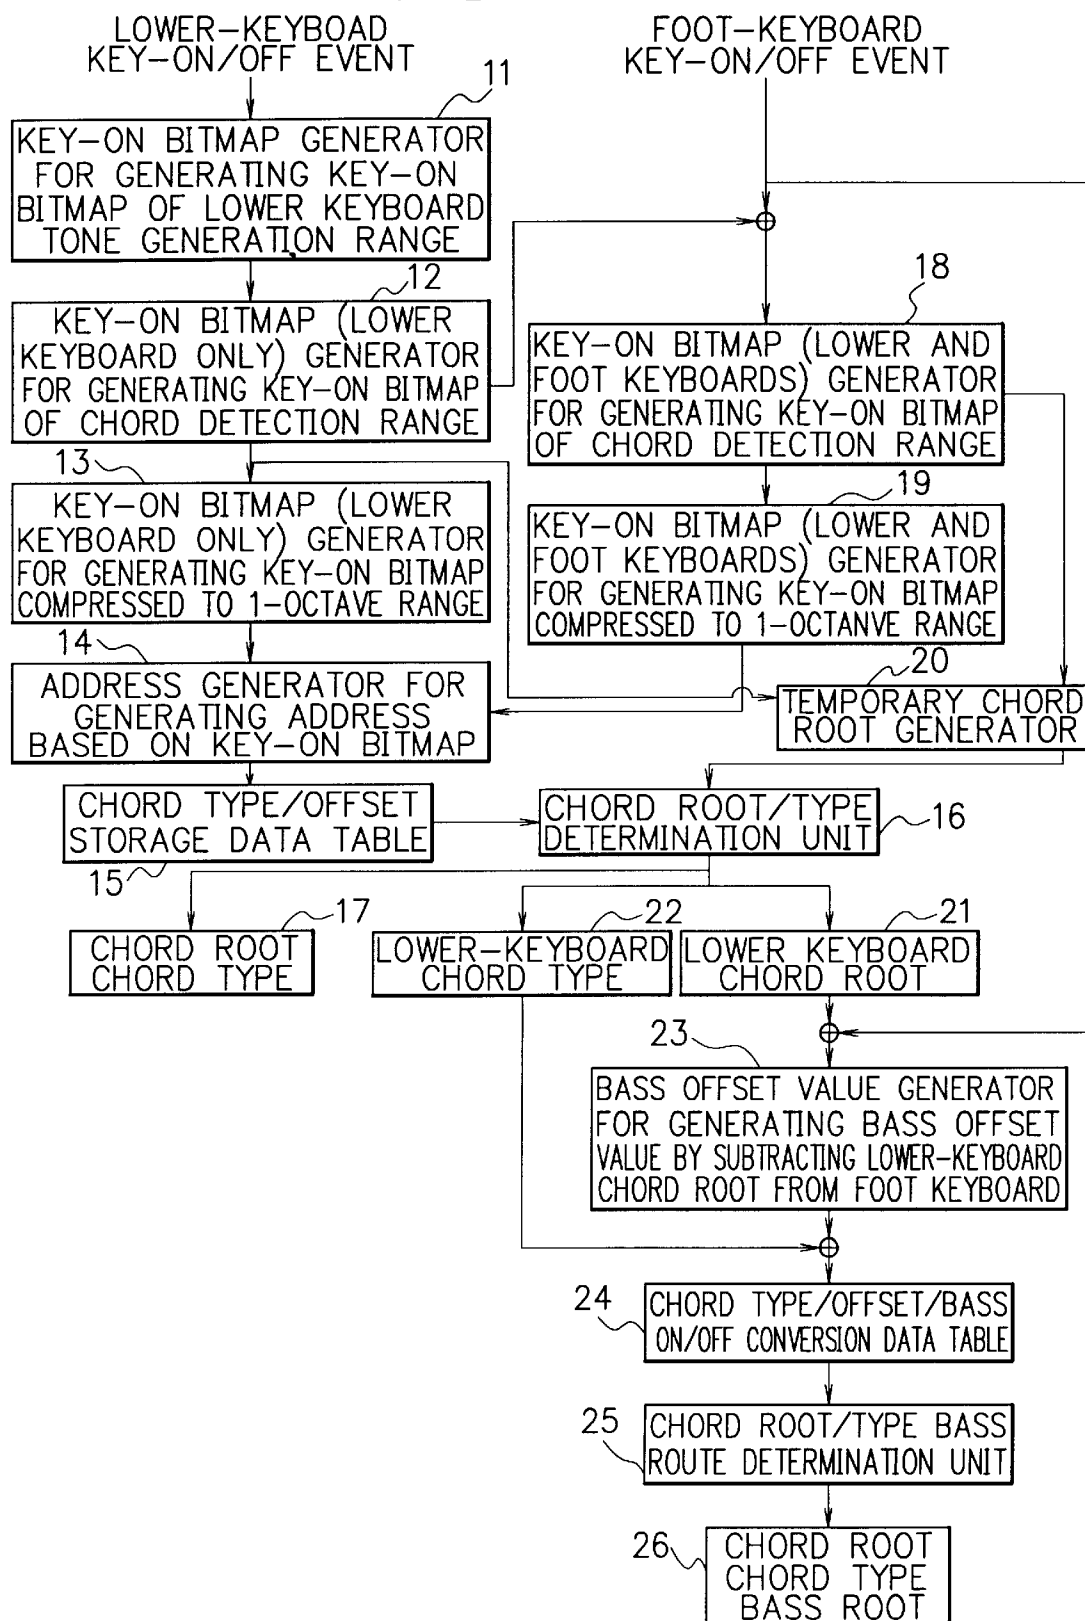 LOWER-KEYBOAD
KEY-ON/OFF EVENT
FOOT-KEYBOARD
KEY-ON/OFF EVENT
11
KEY-ON BITMAP GENERATOR
FOR GENERATING KEY-ON
BITMAP OF LOWER KEYBOARD
TONE GENERATION RANGE
12
KEY-ON BITMAP (LOWER
KEYBOARD ONLY) GENERATOR
FOR GENERATING KEY-ON BITMAP
OF CHORD DETECTION RANGE
18
KEY-ON BITMAP (LOWER AND
FOOT KEYBOARDS) GENERATOR
FOR GENERATING KEY-ON BITMAP
OF CHORD DETECTION RANGE
13
KEY-ON BITMAP (LOWER
KEYBOARD ONLY) GENERATOR
FOR GENERATING KEY-ON BITMAP
COMPRESSED TO 1-OCTAVE RANGE
19
KEY-ON BITMAP (LOWER AND
FOOT KEYBOARDS) GENERATOR
FOR GENERATING KEY-ON BITMAP
COMPRESSED TO 1-OCTANVE RANGE
14
ADDRESS GENERATOR FOR
GENERATING ADDRESS
BASED ON KEY-ON BITMAP
20
TEMPORARY CHORD
ROOT GENERATOR
CHORD TYPE/OFFSET
STORAGE DATA TABLE
15
CHORD ROOT/TYPE
DETERMINATION UNIT
16
17
CHORD ROOT
CHORD TYPE
22
LOWER-KEYBOARD
CHORD TYPE
21
LOWER KEYBOARD
CHORD ROOT
23
BASS OFFSET VALUE GENERATOR
FOR GENERATING BASS OFFSET
VALUE BY SUBTRACTING LOWER-KEYBOARD
CHORD ROOT FROM FOOT KEYBOARD
24
CHORD TYPE/OFFSET/BASS
ON/OFF CONVERSION DATA TABLE
25
CHORD ROOT/TYPE BASS
ROUTE DETERMINATION UNIT
26
CHORD ROOT
CHORD TYPE
BASS ROOT